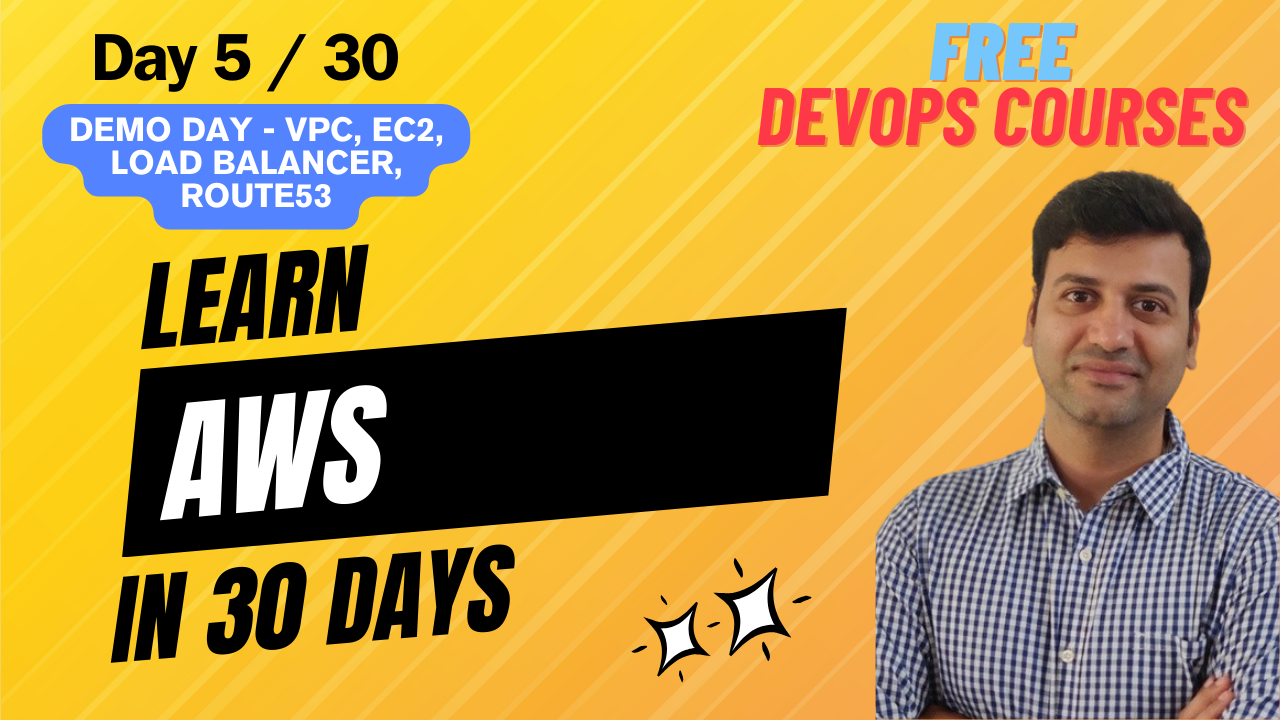 Day 5 / 30
DEMO DAY - VPC, EC2,
LOAD BALANCER,
ROUTE53
LEARN
AWS
IN 30 DAYS
FREE
DEVOPS COURSES